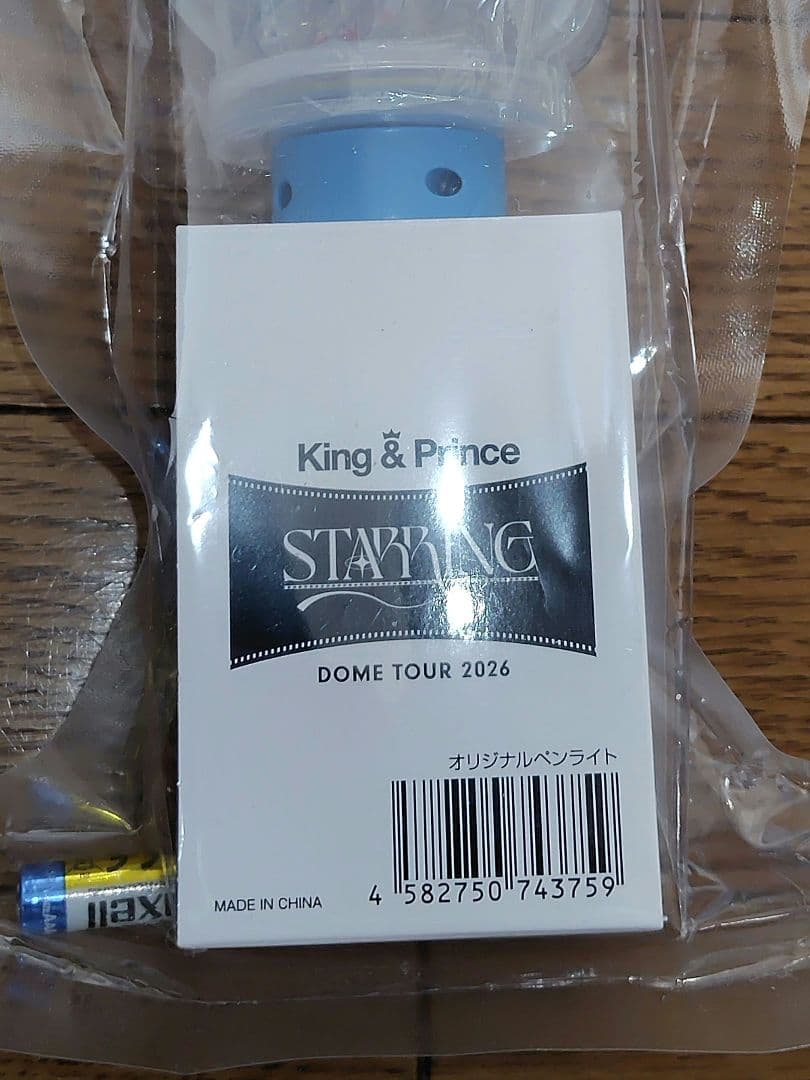 King & Prince
STARRING
DOME TOUR 2026
オリジナルペンライト
MADE IN CHINA
4 582750 743759
maxell